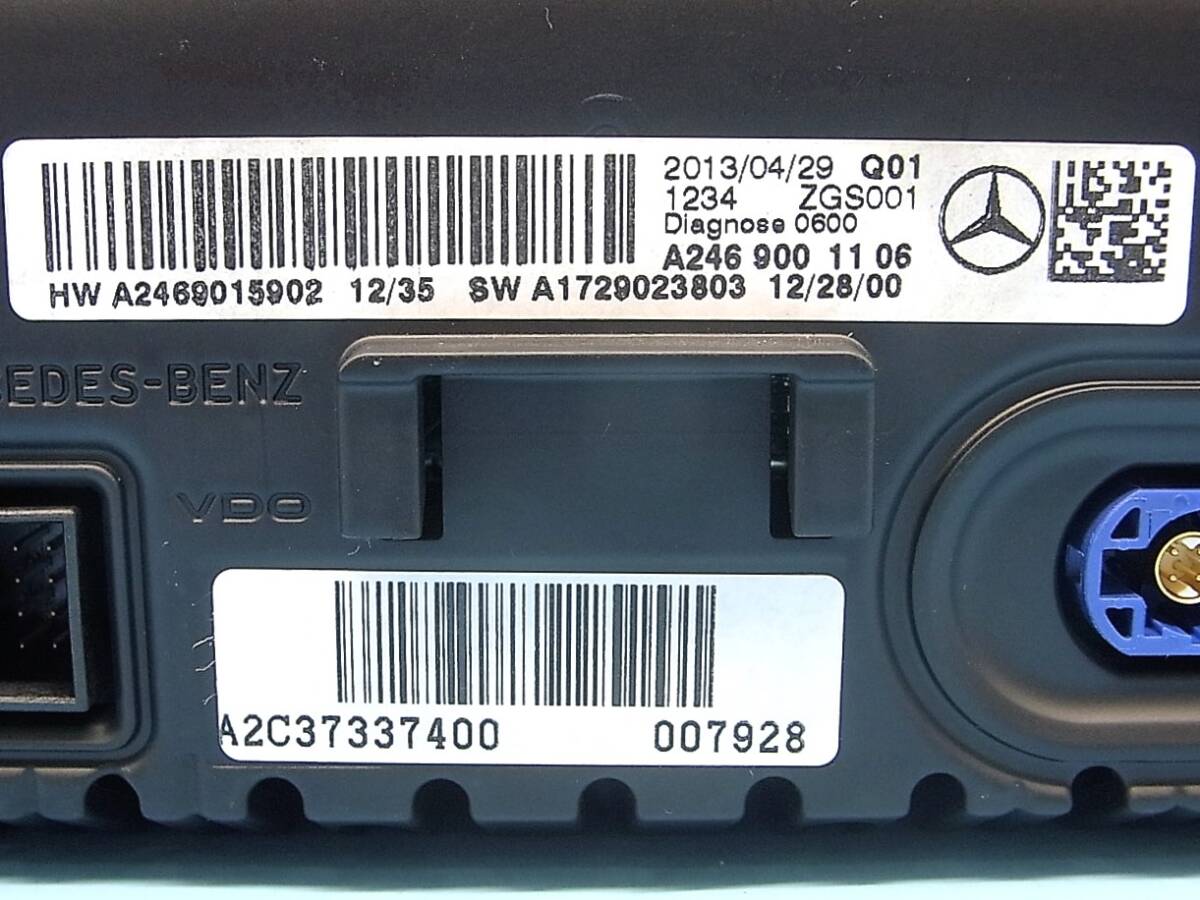 2013/04/29 Q01
1234 ZGS001
Diagnose 0600
A246 900 11 06
HW A2469015902 12/35 SW A1729023803 12/28/00
EDES-BENZ
VDO
A2C37337400 007928